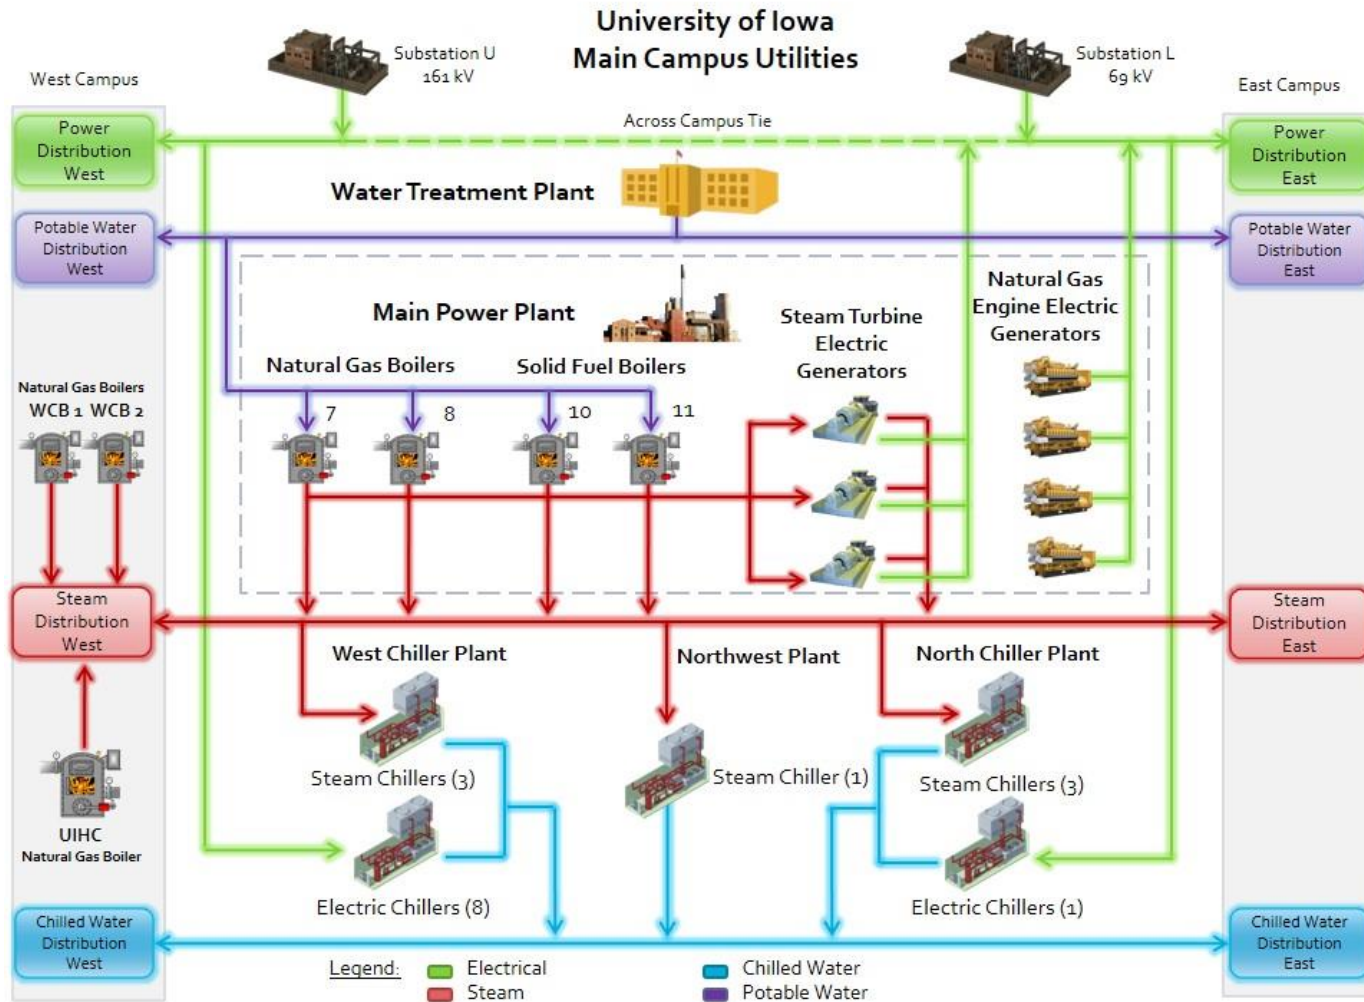 University of Iowa
Main Campus Utilities
Substation U
161 kV
Substation L
69 kV
West Campus
East Campus
Across Campus Tie
Power
Distribution
West
Power
Distribution
East
Water Treatment Plant
Potable Water
Distribution
West
Potable Water
Distribution
East
Main Power Plant
Natural Gas
Engine Electric
Generators
Steam Turbine
Electric
Generators
Natural Gas Boilers
Solid Fuel Boilers
7
8
10
11
Natural Gas Boilers
WCB 1 WCB 2
Steam
Distribution
West
Steam
Distribution
East
West Chiller Plant
Northwest Plant
North Chiller Plant
Steam Chillers (3)
Steam Chiller (1)
Steam Chillers (3)
UIHC
Natural Gas Boiler
Electric Chillers (8)
Electric Chillers (1)
Chilled Water
Distribution
West
Chilled Water
Distribution
East
Legend:
Electrical
Chilled Water
Steam
Potable Water